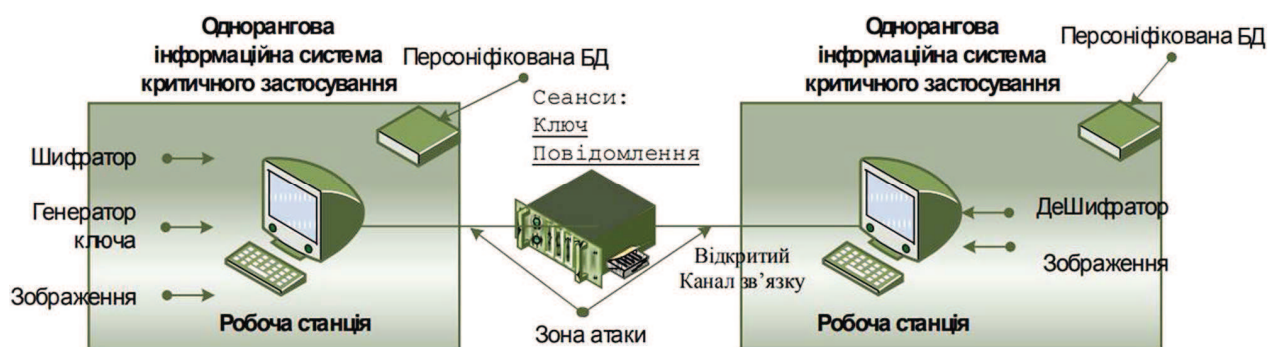 Однорангова
інформаційна система
критичного застосування
Персоніфікована БД
Шифратор
Генератор
ключа
Зображення
Робоча станція
Сеанси:
Ключ
Повідомлення
Зона атаки
Відкритий
Канал зв’язку
Однорангова
інформаційна система
критичного застосування
Персоніфікована БД
ДеШифратор
Зображення
Робоча станція